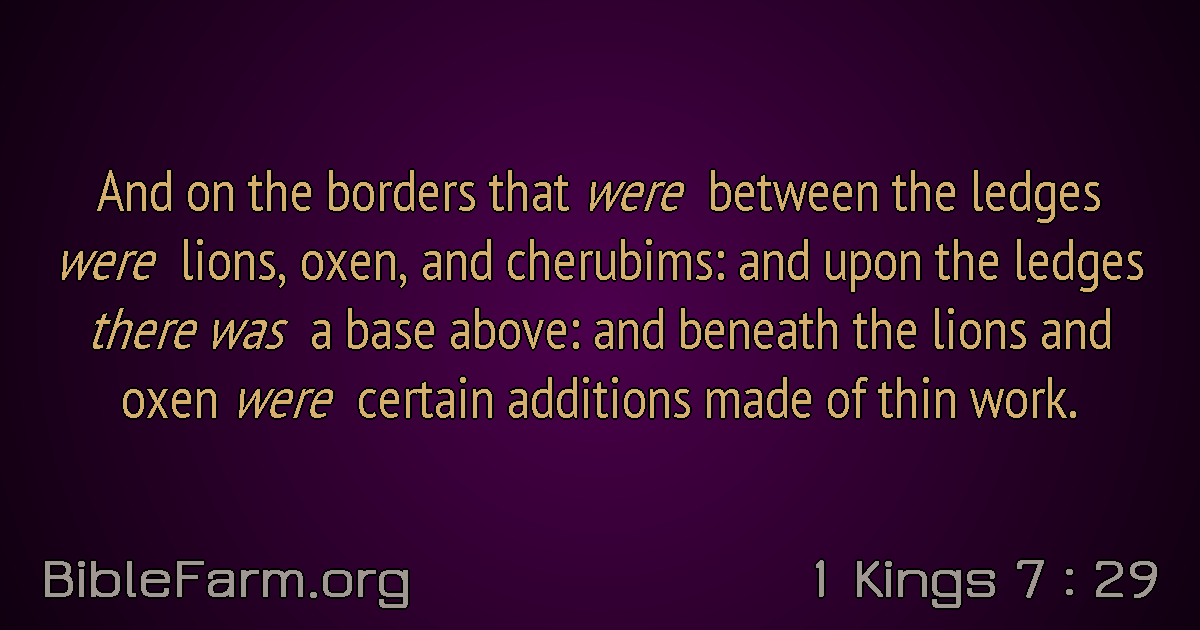 And on the borders that were between the ledges
were lions, oxen, and cherubims: and upon the ledges
there was a base above: and beneath the lions and
oxen were certain additions made of thin work.
BibleFarm.org
1 Kings 7 : 29